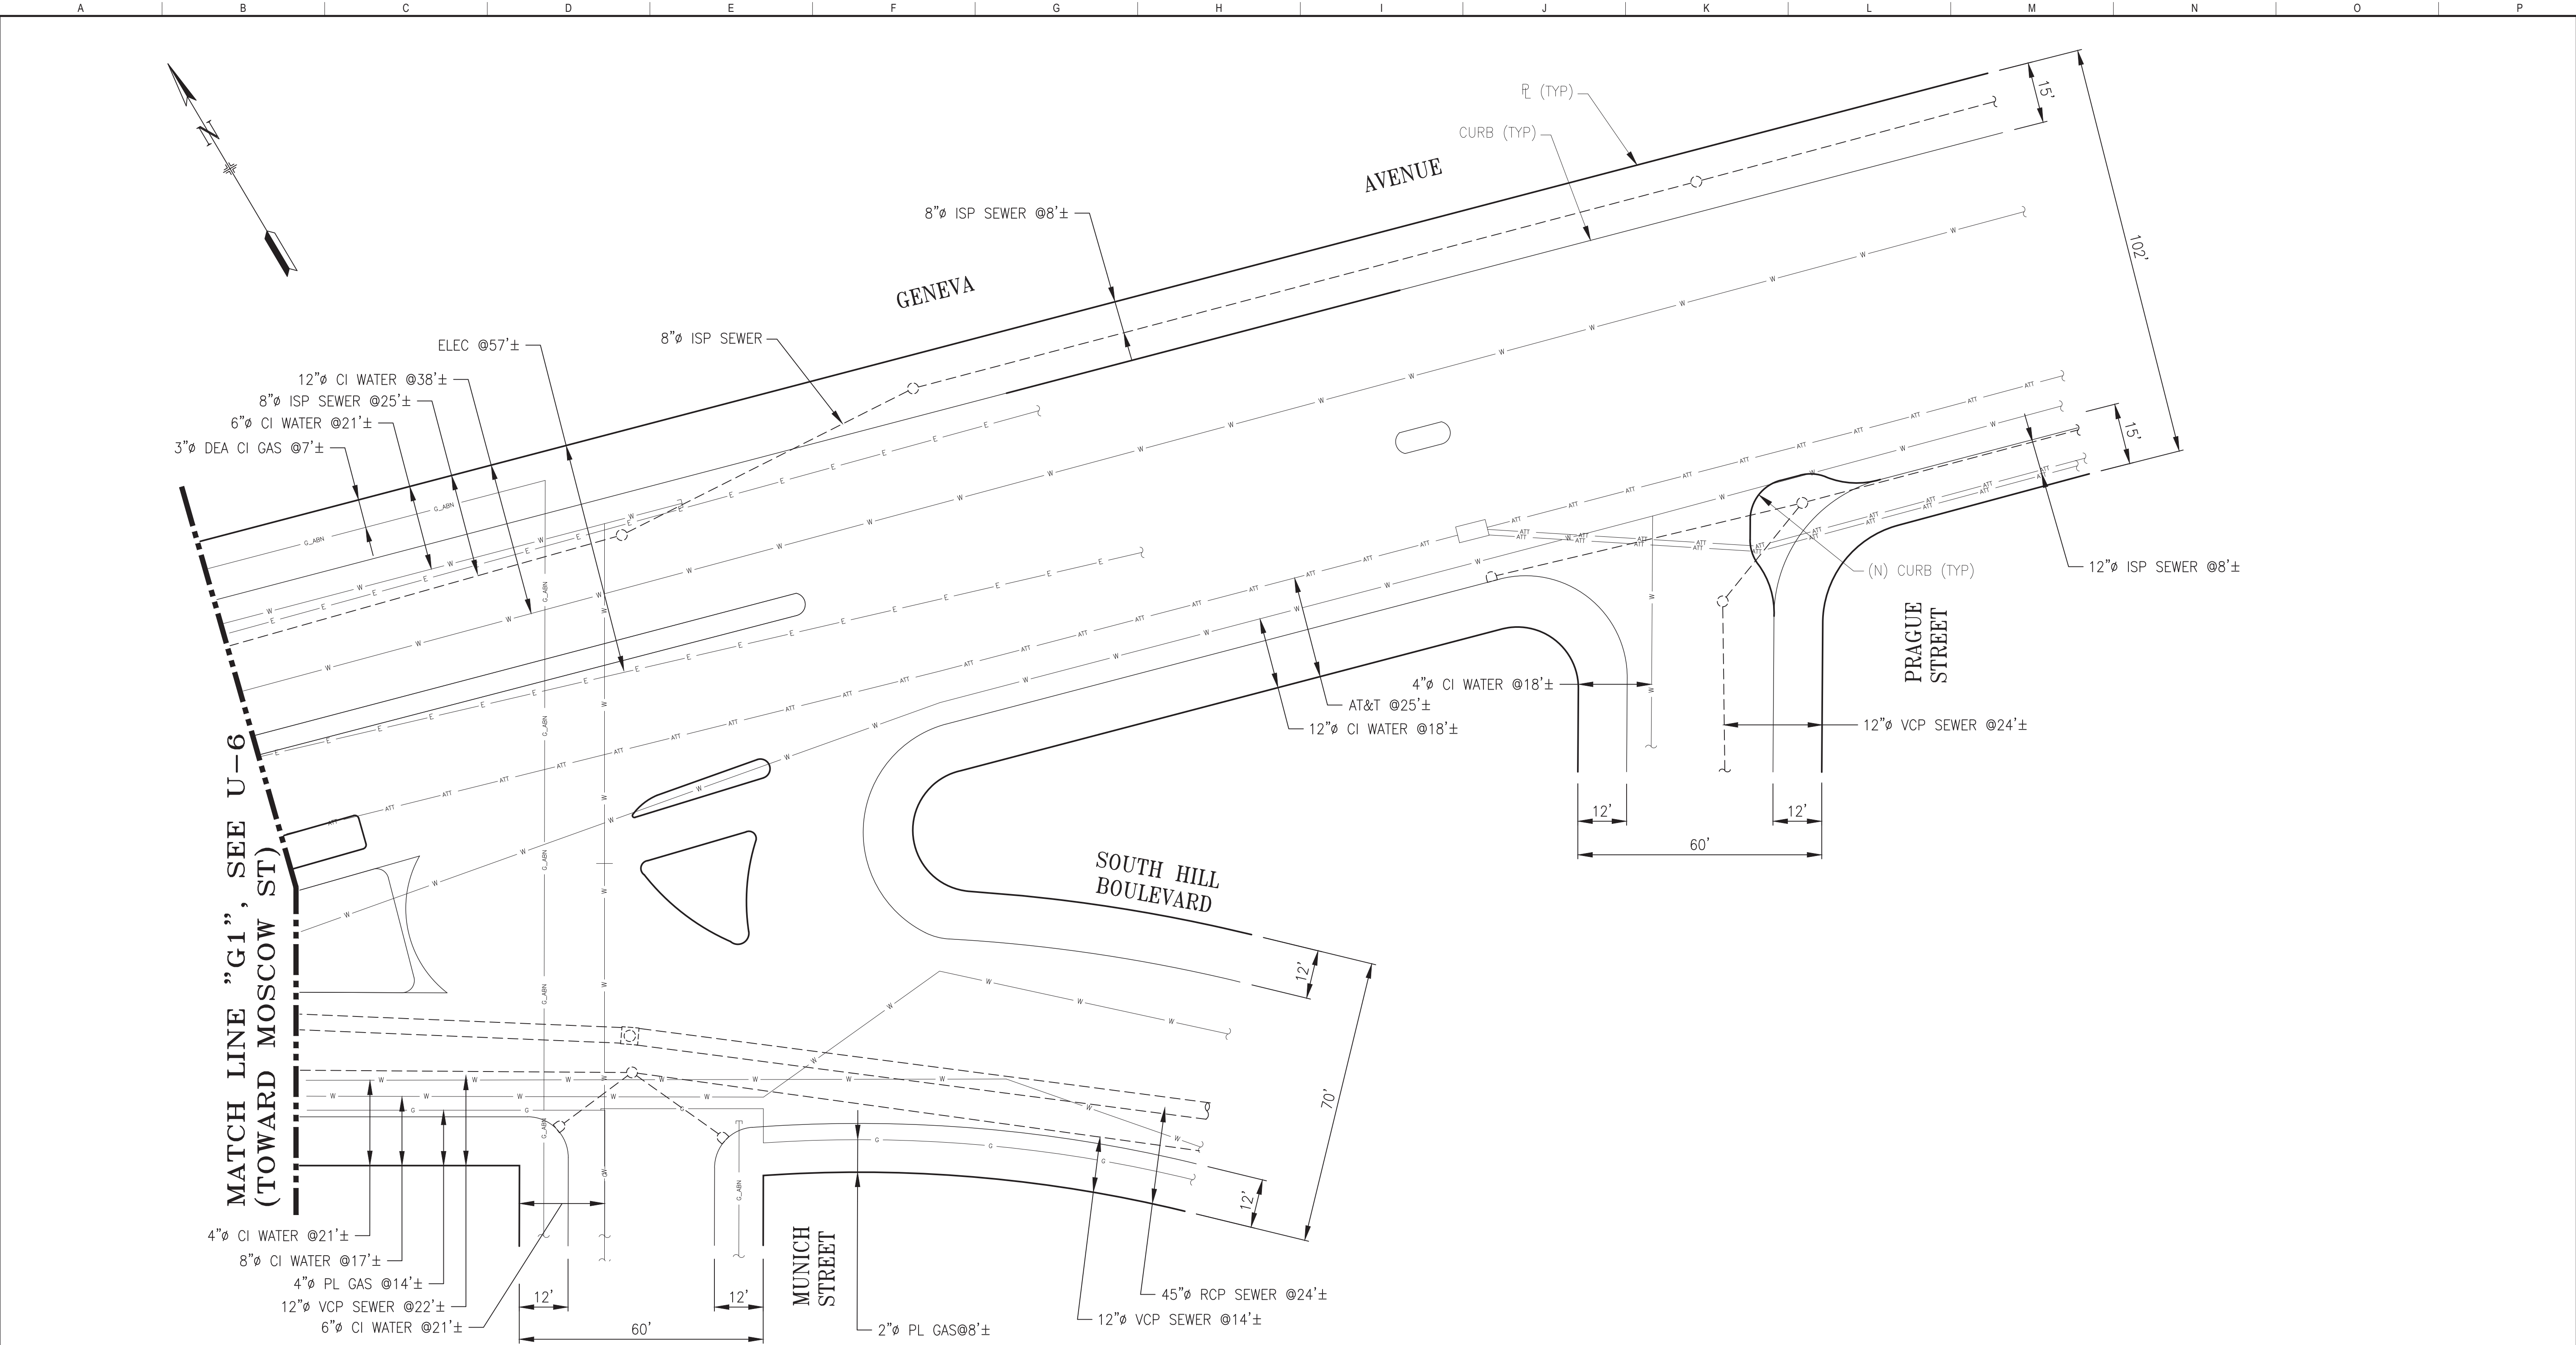 A B C D E F G H I J K L M N O P
N
15'
102'
℄ (TYP)
CURB (TYP)
AVENUE
8"ø ISP SEWER @8'±
GENEVA
8"ø ISP SEWER
ELEC @57'±
12"ø CI WATER @38'±
8"ø ISP SEWER @25'±
6"ø CI WATER @21'±
3"ø DEA CI GAS @7'±
15'
12"ø ISP SEWER @8'±
(N) CURB (TYP)
PRAGUE
STREET
4"ø CI WATER @18'±
AT&T @25'±
12"ø CI WATER @18'±
12"ø VCP SEWER @24'±
12'
12'
60'
MATCH LINE "G1", SEE U-6
(TOWARD MOSCOW ST)
SOUTH HILL
BOULEVARD
12'
70'
12'
4"ø CI WATER @21'±
8"ø CI WATER @17'±
4"ø PL GAS @14'±
12"ø VCP SEWER @22'±
6"ø CI WATER @21'±
12'
12'
60'
MUNICH
STREET
2"ø PL GAS@8'±
12"ø VCP SEWER @14'±
45"ø RCP SEWER @24'±
G_ABN
W
E
ATT
G